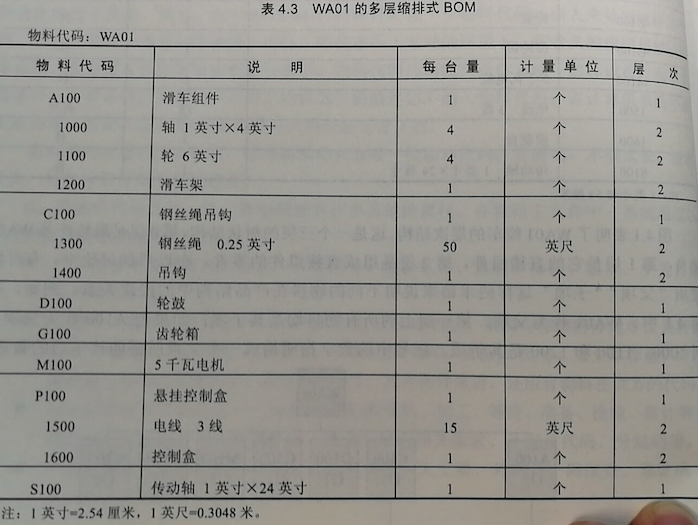 表 4.3 WA01 的多层缩排式 BOM
物料代码：WA01
物料代码 说 明 每台量 计量单位 层 次
A100 滑车组件 1 个 1
1000 轴 1 英寸×4 英寸 4 个 2
1100 轮 6 英寸 4 个 2
1200 滑车架 1 个 2
C100 钢丝绳吊钩 1 个 1
1300 钢丝绳 0.25 英寸 50 英尺 2
1400 吊钩 1 个 2
D100 轮鼓 1 个 1
G100 齿轮箱 1 个 1
M100 5 千瓦电机 1 个 1
P100 悬挂控制盒 1 个 1
1500 电线 3 线 15 英尺 2
1600 控制盒 1 个 2
S100 传动轴 1 英寸×24 英寸 1 个 1
注：1 英寸=2.54 厘米，1 英尺=0.3048 米。